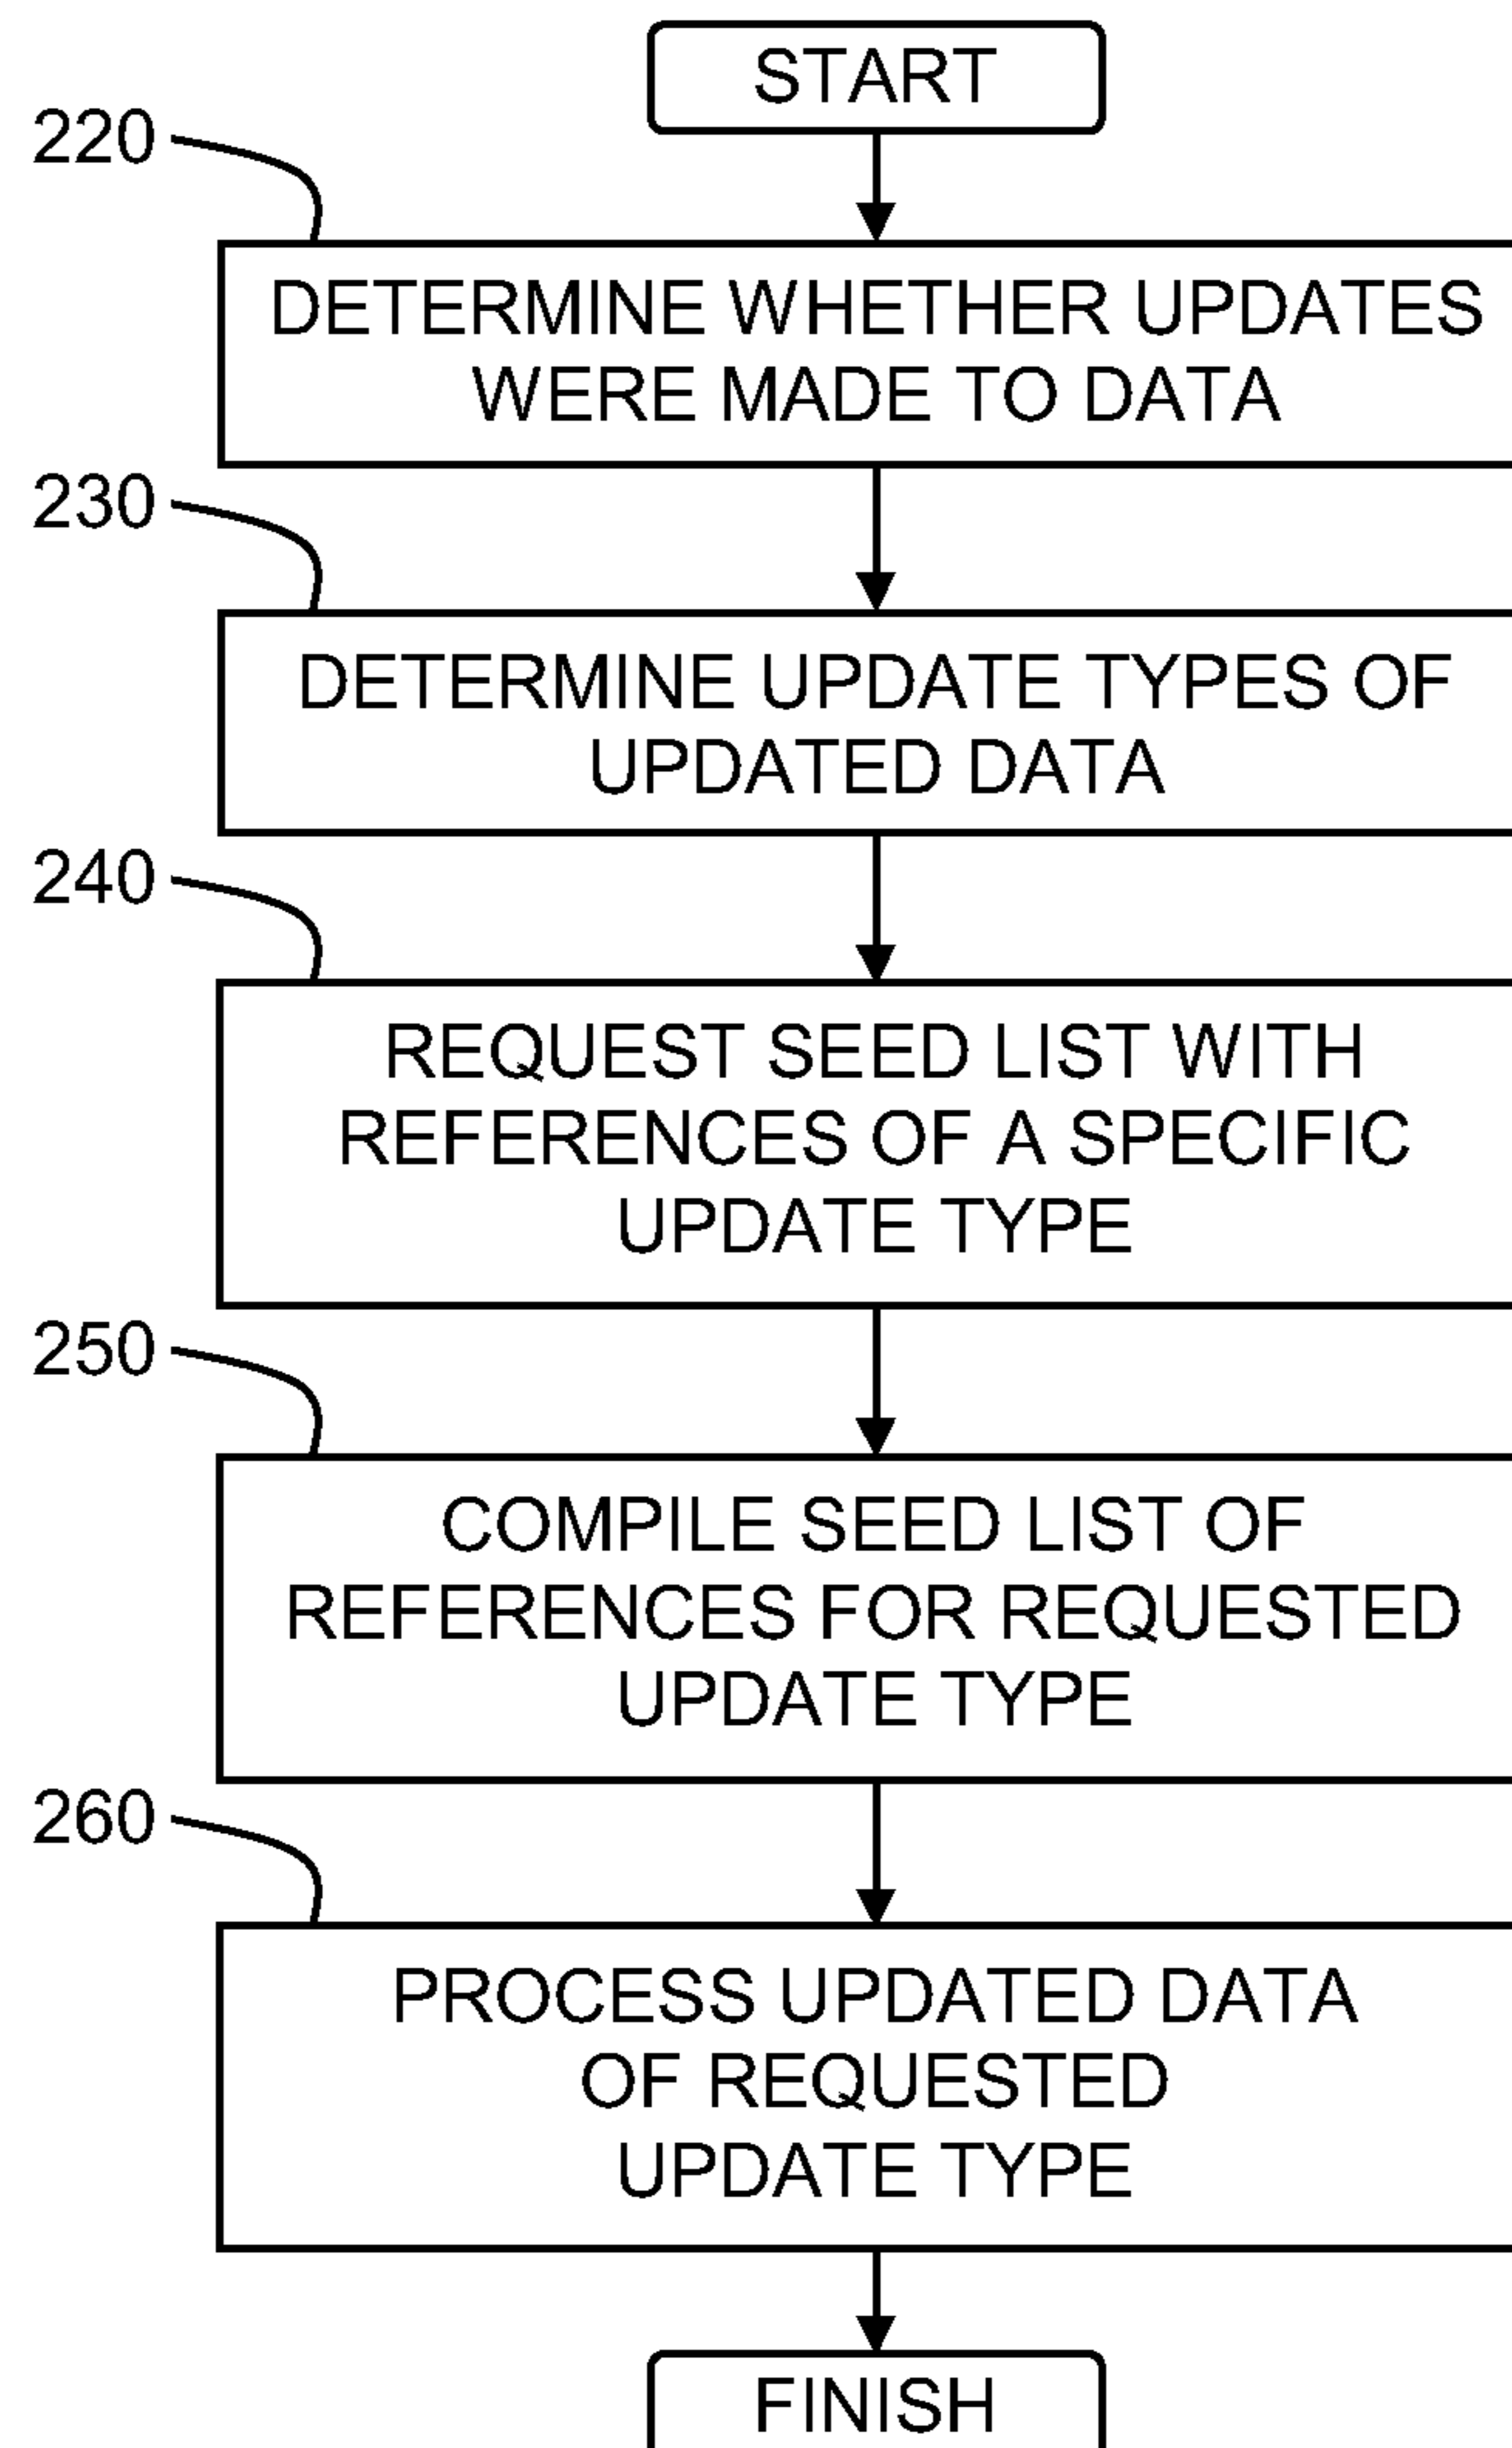 START
220
DETERMINE WHETHER UPDATES
WERE MADE TO DATA
230
DETERMINE UPDATE TYPES OF
UPDATED DATA
240
REQUEST SEED LIST WITH
REFERENCES OF A SPECIFIC
UPDATE TYPE
250
COMPILE SEED LIST OF
REFERENCES FOR REQUESTED
UPDATE TYPE
260
PROCESS UPDATED DATA
OF REQUESTED
UPDATE TYPE
FINISH